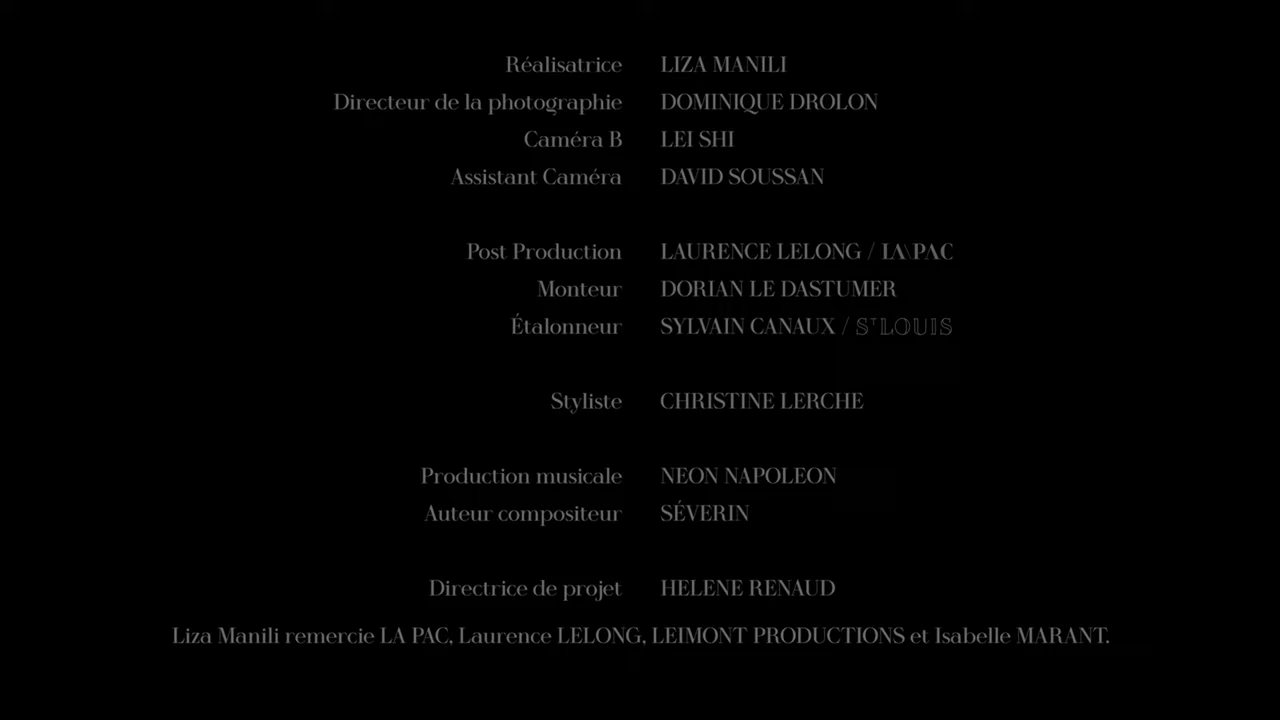 Réalisatrice LIZA MANILI
Directeur de la photographie DOMINIQUE DROLON
Caméra B LEI SHI
Assistant Caméra DAVID SOUSSAN
Post Production LAURENCE LELONG / LA\PAC
Monteur DORIAN LE DASTUMER
Étalonneur SYLVAIN CANAUX / ST LOUIS
Styliste CHRISTINE LERCHE
Production musicale NEON NAPOLEON
Auteur compositeur SÉVERIN
Directrice de projet HELENE RENAUD
Liza Manili remercie LA PAC, Laurence LELONG, LEIMONT PRODUCTIONS et Isabelle MARANT.